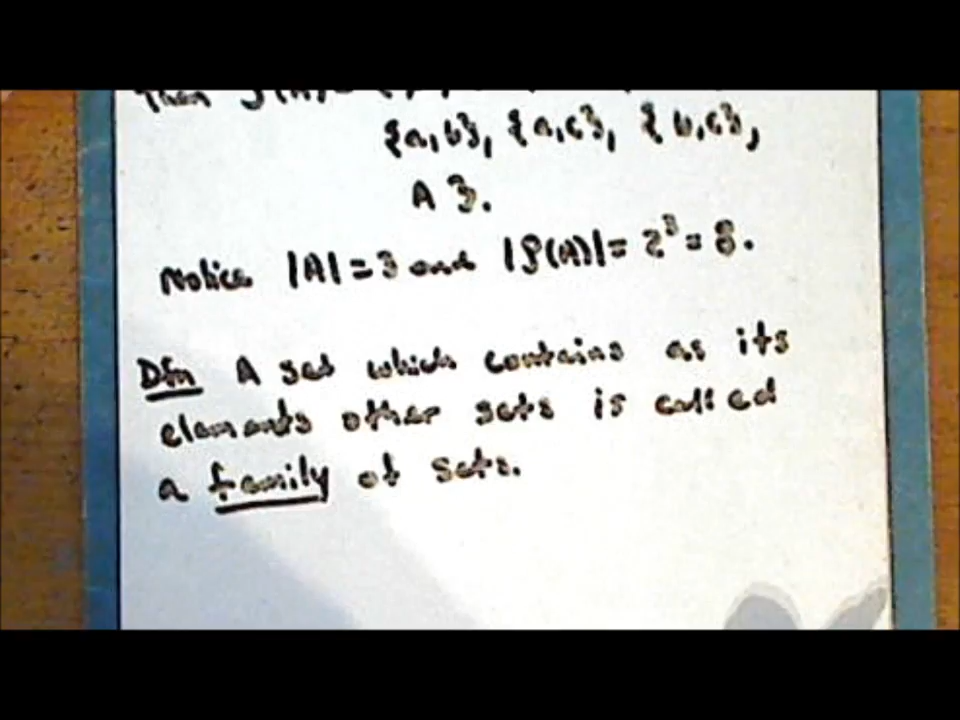 Then
{a,b}, {a,c}, {b,c},
A }.
Notice |A| = 3 and |𝒫(A)| = 2³ = 8.
Dfn A set which contains as its
elements other sets is called
a family of sets.